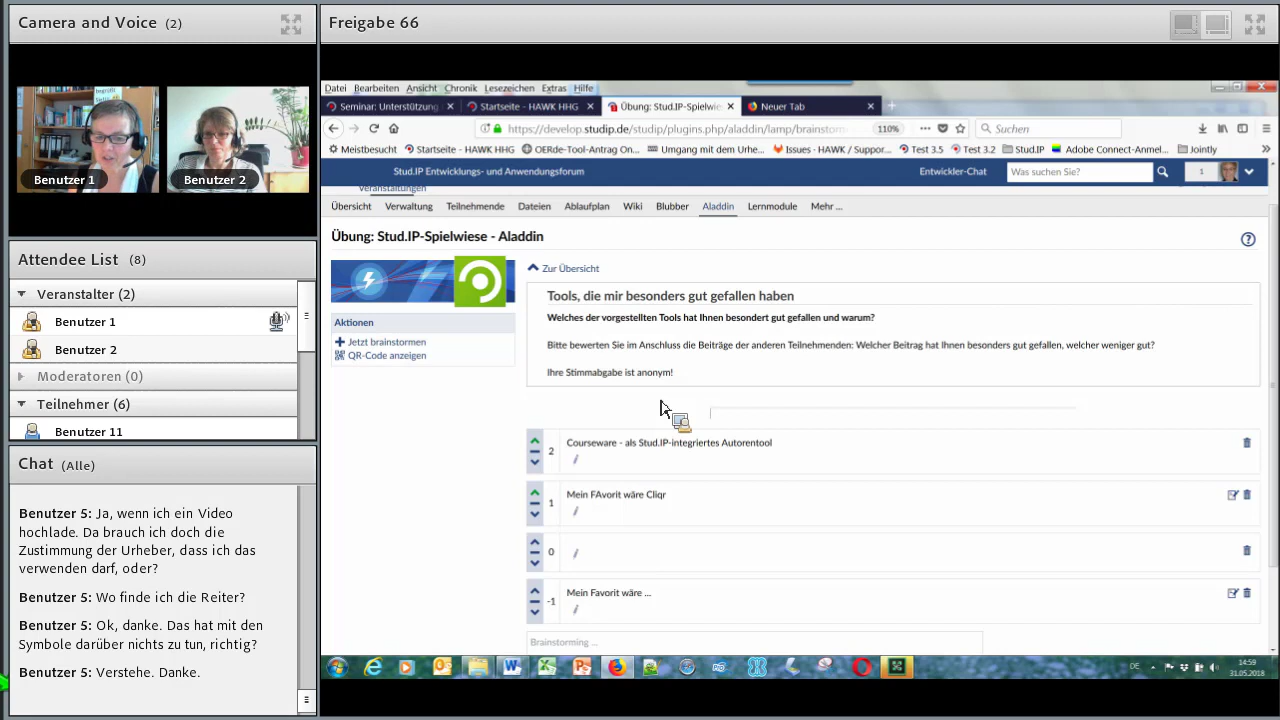 Camera and Voice (2)
Benutzer 1
Benutzer 2
Attendee List (8)
Veranstalter (2)
Benutzer 1
Benutzer 2
Moderatoren (0)
Teilnehmer (6)
Benutzer 11
Chat (Alle)
Benutzer 5: Ja, wenn ich ein Video
hochlade. Da brauch ich doch die
Zustimmung der Urheber, dass ich das
verwenden darf, oder?
Benutzer 5: Wo finde ich die Reiter?
Benutzer 5: Ok, danke. Das hat mit den
Symbole darüber nichts zu tun, richtig?
Benutzer 5: Verstehe. Danke.
Freigabe 66
Datei Bearbeiten Ansicht Chronik Lesezeichen Extras Hilfe
Seminar: Unterstützung Startseite - HAWK HHG Übung: Stud.IP-Spielwie Neuer Tab
https://develop.studip.de/studip/plugins.php/aladdin/lamp/brainstorm 110% Suchen
Meistbesucht Startseite - HAWK HHG OERde-Tool-Antrag On... Umgang mit dem Urhe... Issues - HAWK / Suppor... Test 3.5 Test 3.2 Stud.IP Adobe Connect-Anmel... Jointly
Stud.IP Entwicklungs- und Anwendungsforum Entwickler-Chat Was suchen Sie? 1
Veranstaltungen
Übersicht Verwaltung Teilnehmende Dateien Ablaufplan Wiki Blubber Aladdin Lernmodule Mehr ...
Übung: Stud.IP-Spielwiese - Aladdin
Aktionen
Jetzt brainstormen
QR-Code anzeigen
Zur Übersicht
Tools, die mir besonders gut gefallen haben
Welches der vorgestellten Tools hat Ihnen besondert gut gefallen und warum?
Bitte bewerten Sie im Anschluss die Beiträge der anderen Teilnehmenden: Welcher Beitrag hat Ihnen besonders gut gefallen, welcher weniger gut?
Ihre Stimmabgabe ist anonym!
2 Courseware - als Stud.IP-integriertes Autorentool
1 Mein FAvorit wäre Cliqr
0
-1 Mein Favorit wäre ...
Brainstorming ...
DE 14:59
31.05.2018